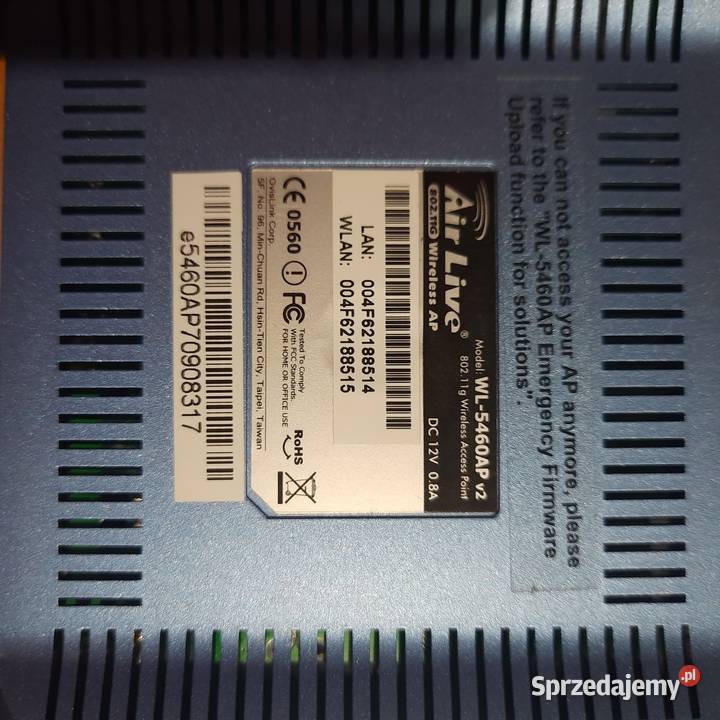 If you can not access your AP anymore, please
refer to the "WL-5460AP Emergency Firmware
Upload function for solutions".
Air Live®
802.11G Wireless AP
Model: WL-5460AP v2
802.11g Wireless Access Point
DC 12V 0.8A
LAN: 004F62188514
WLAN: 004F62188515
CE 0560
FC
Tested To Comply
With FCC Standards
FOR HOME OR OFFICE USE
RoHS
OvisLink Corp.
5F, No. 96, Min-Chuan Rd, Hsin-Tien City, Taipei, Taiwan
e5460AP70908317
Sprzedajemy.pl